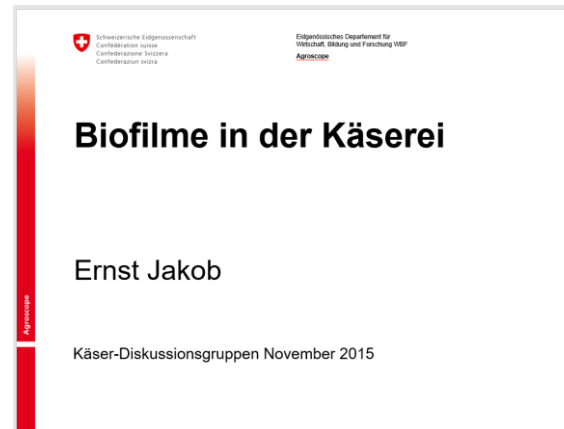 Schweizerische Eidgenossenschaft
Confédération suisse
Confederazione Svizzera
Confederaziun svizra
Eidgenössisches Departement für
Wirtschaft, Bildung und Forschung WBF
Agroscope
Biofilme in der Käserei
Ernst Jakob
Käser-Diskussionsgruppen November 2015
Agroscope